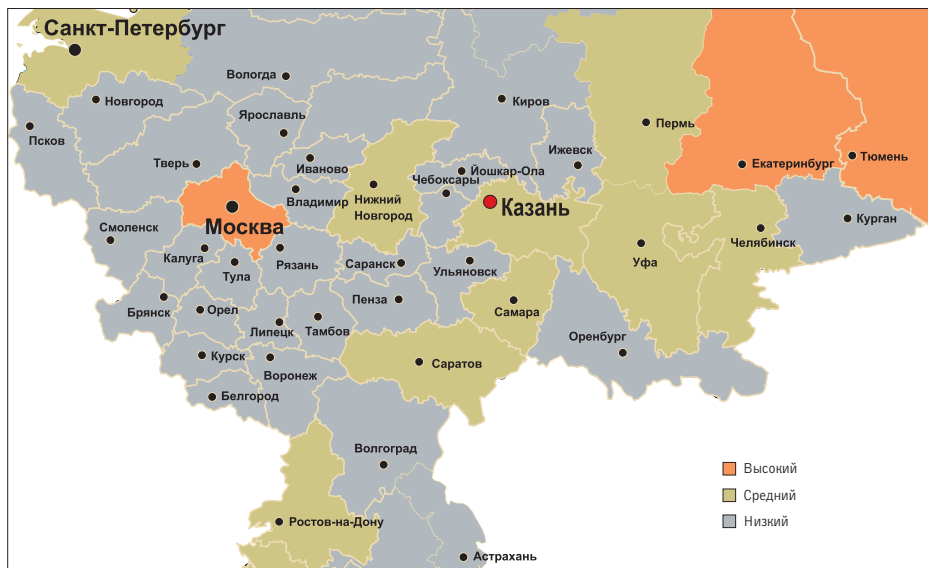 Санкт-Петербург
Вологда
Новгород
Киров
Ярославль
Пермь
Псков
Ижевск
Тверь
Иваново
Екатеринбург
Тюмень
Йошкар-Ола
Чебоксары
Владимир
Нижний
Новгород
Казань
Москва
Смоленск
Курган
Челябинск
Калуга
Рязань
Саранск
Ульяновск
Уфа
Тула
Брянск
Орел
Пенза
Самара
Липецк
Тамбов
Оренбург
Курск
Саратов
Воронеж
Белгород
Волгоград
Высокий
Средний
Низкий
Ростов-на-Дону
Астрахань